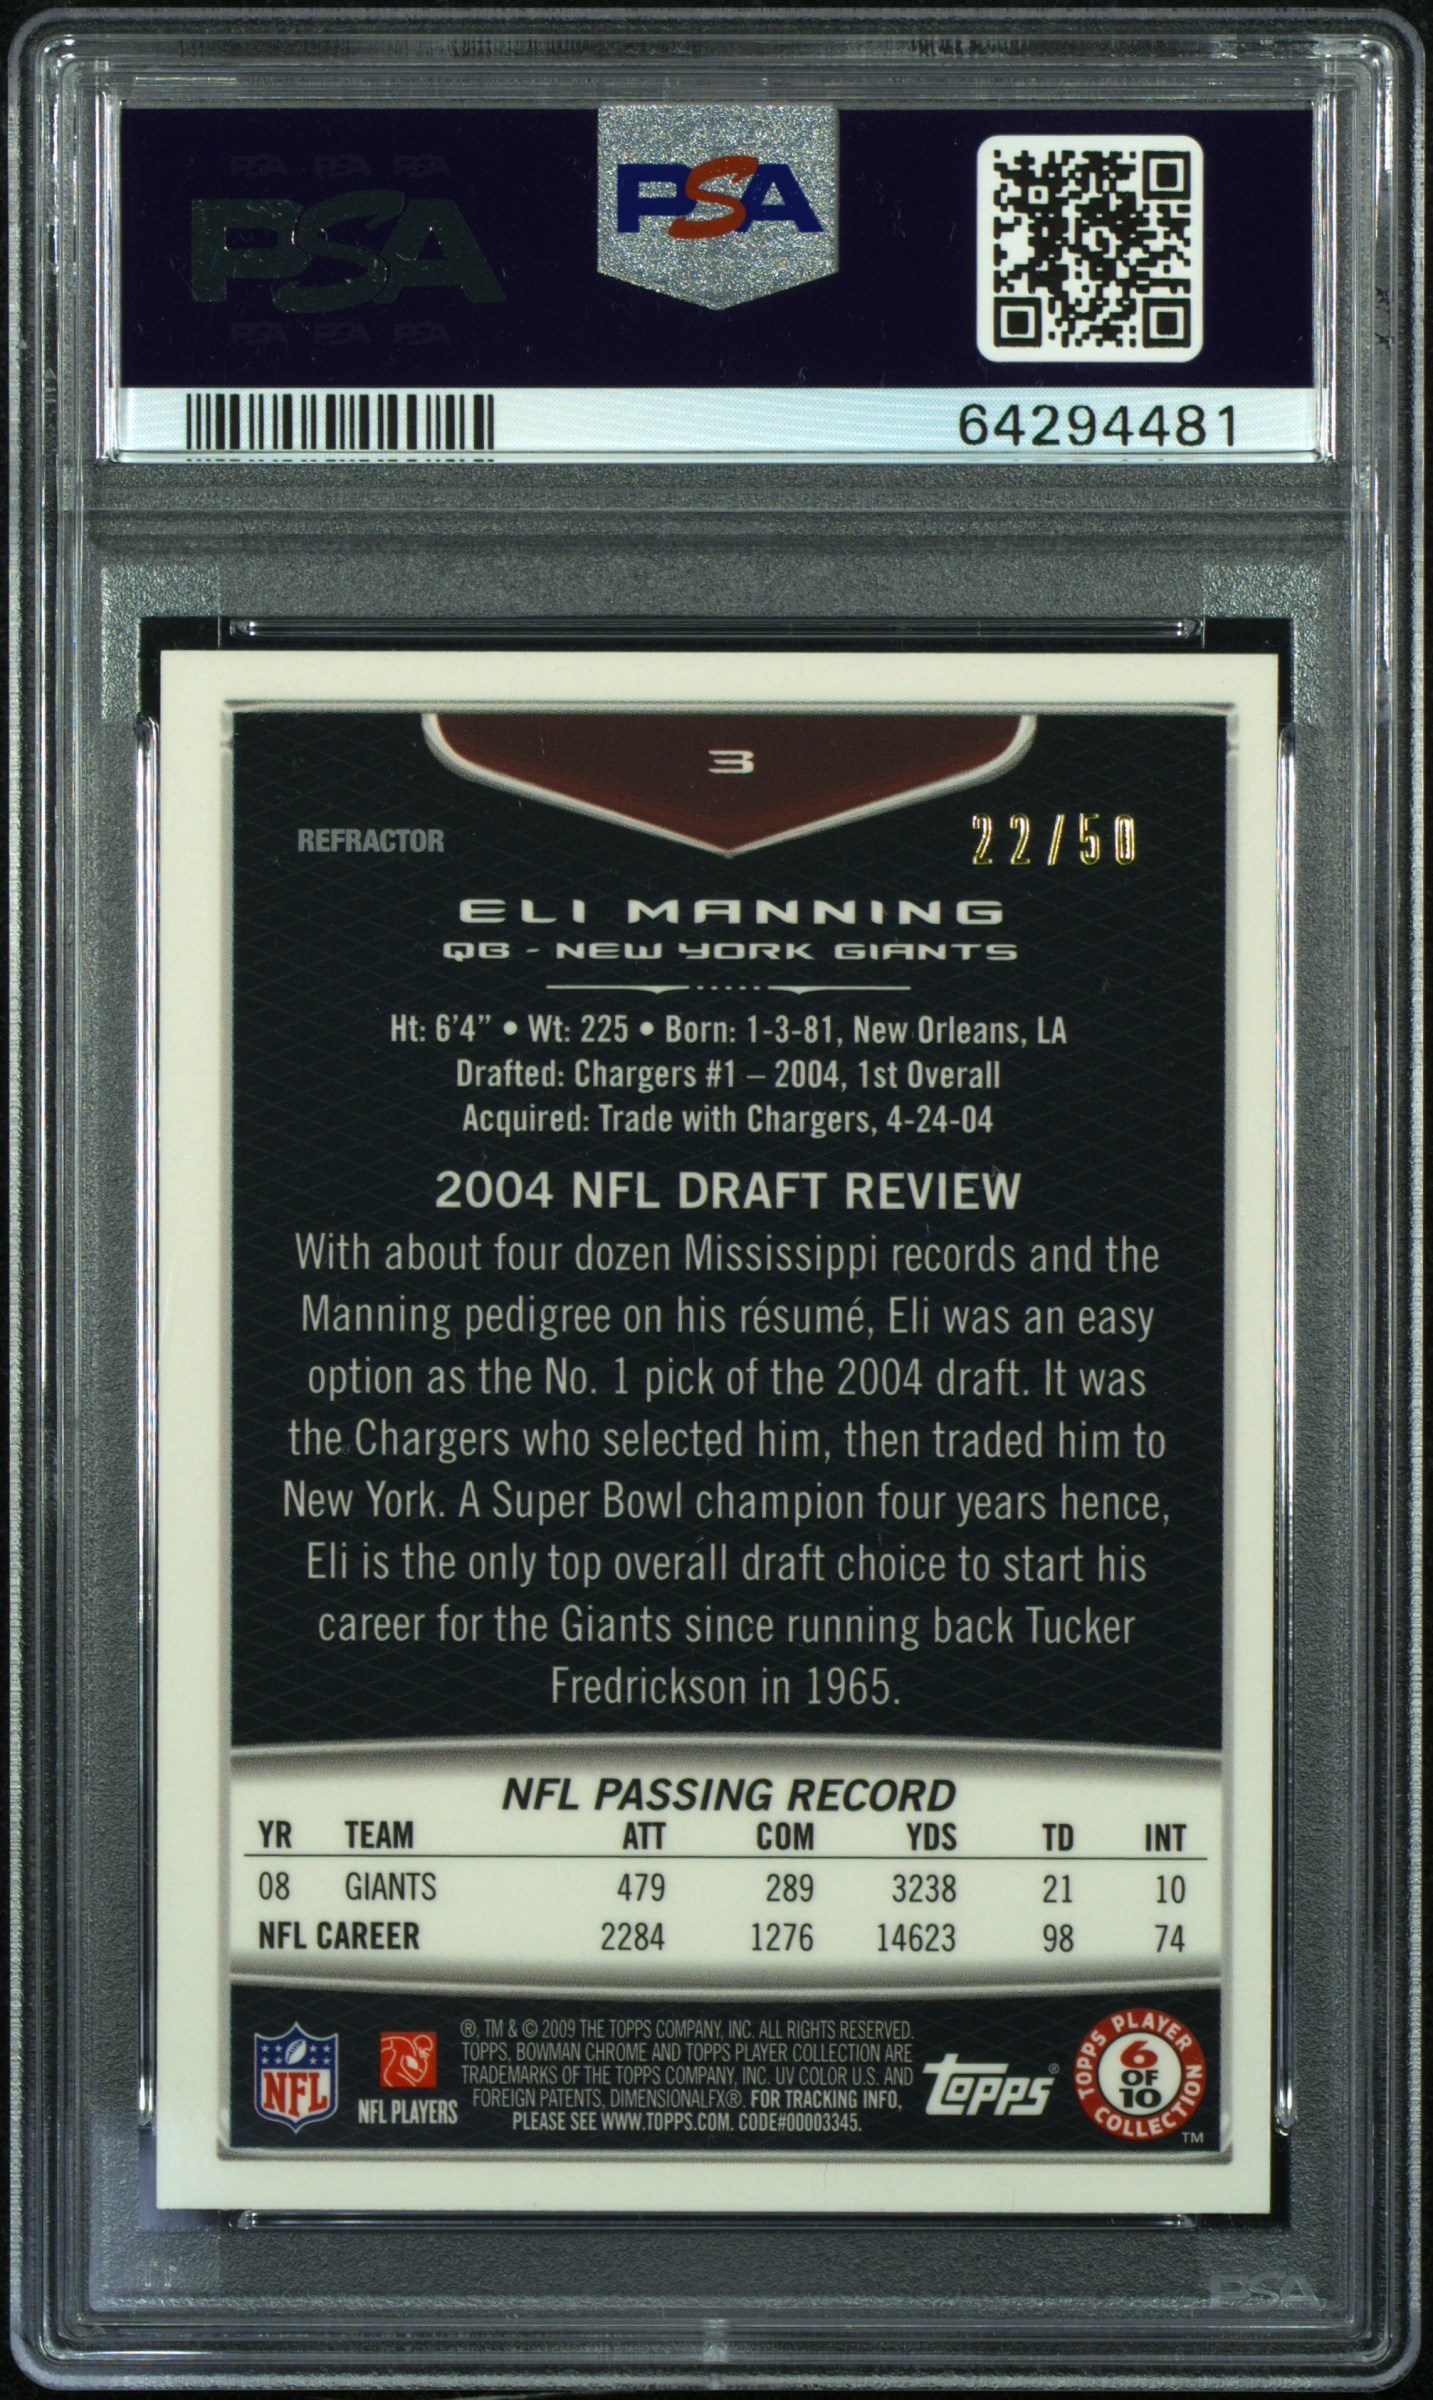 PSA PSA PSA
PSA
PSA PSA PSA
PSA
64294481
3
REFRACTOR
22/50
ELI MANNING
QB - NEW YORK GIANTS
Ht: 6'4" • Wt: 225 • Born: 1-3-81, New Orleans, LA
Drafted: Chargers #1 – 2004, 1st Overall
Acquired: Trade with Chargers, 4-24-04
2004 NFL DRAFT REVIEW
With about four dozen Mississippi records and the
Manning pedigree on his résumé, Eli was an easy
option as the No. 1 pick of the 2004 draft. It was
the Chargers who selected him, then traded him to
New York. A Super Bowl champion four years hence,
Eli is the only top overall draft choice to start his
career for the Giants since running back Tucker
Fredrickson in 1965.
NFL PASSING RECORD
YR TEAM ATT COM YDS TD INT
08 GIANTS 479 289 3238 21 10
NFL CAREER 2284 1276 14623 98 74
NFL
NFL PLAYERS
®, TM & © 2009 THE TOPPS COMPANY, INC. ALL RIGHTS RESERVED.
TOPPS, BOWMAN CHROME AND TOPPS PLAYER COLLECTION ARE
TRADEMARKS OF THE TOPPS COMPANY, INC. UV COLOR U.S. AND
FOREIGN PATENTS, DIMENSIONALFX®. FOR TRACKING INFO,
PLEASE SEE WWW.TOPPS.COM. CODE#00003345.
TOPPS®
TOPPS PLAYER
6
OF
10
COLLECTION
TM
PSA